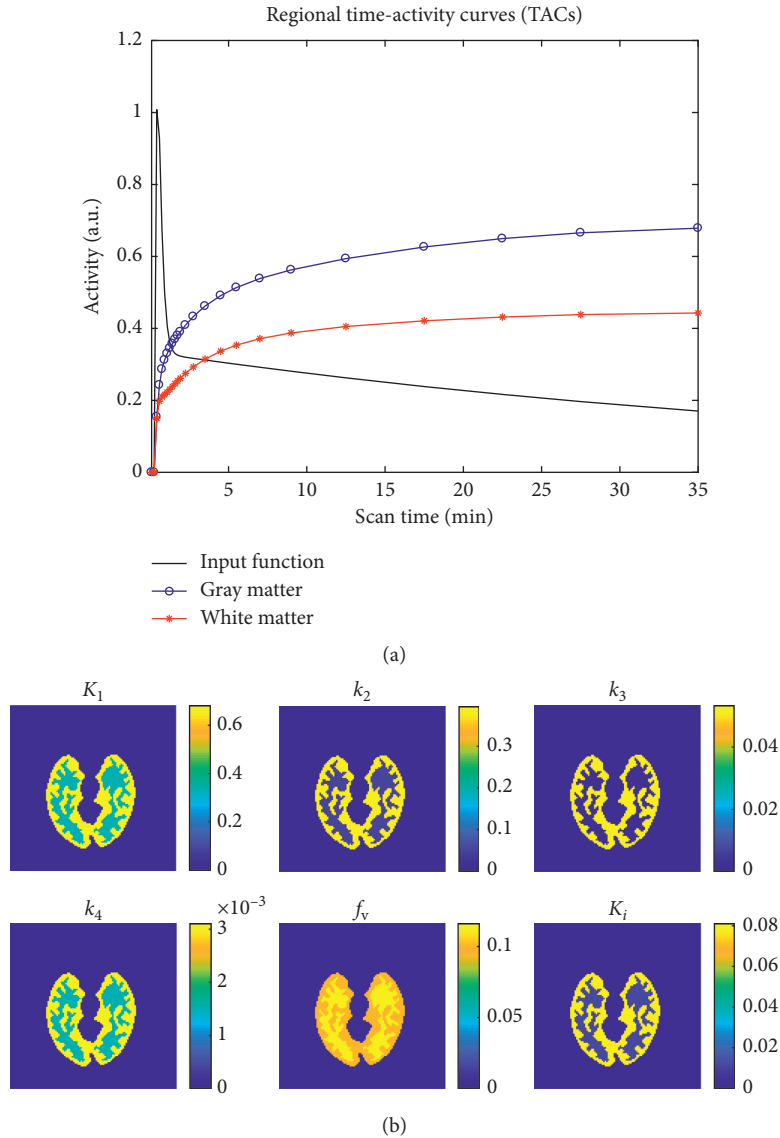 Regional time-activity curves (TACs)
1.2
1
0.8
0.6
0.4
0.2
0
Activity (a.u.)
5 10 15 20 25 30 35
Scan time (min)
Input function
Gray matter
White matter
(a)
K1
0.6
0.4
0.2
0
k2
0.3
0.2
0.1
0
k3
0.04
0.02
0
k4
×10–3
3
2
1
0
fv
0.1
0.05
0
Ki
0.08
0.06
0.04
0.02
0
(b)